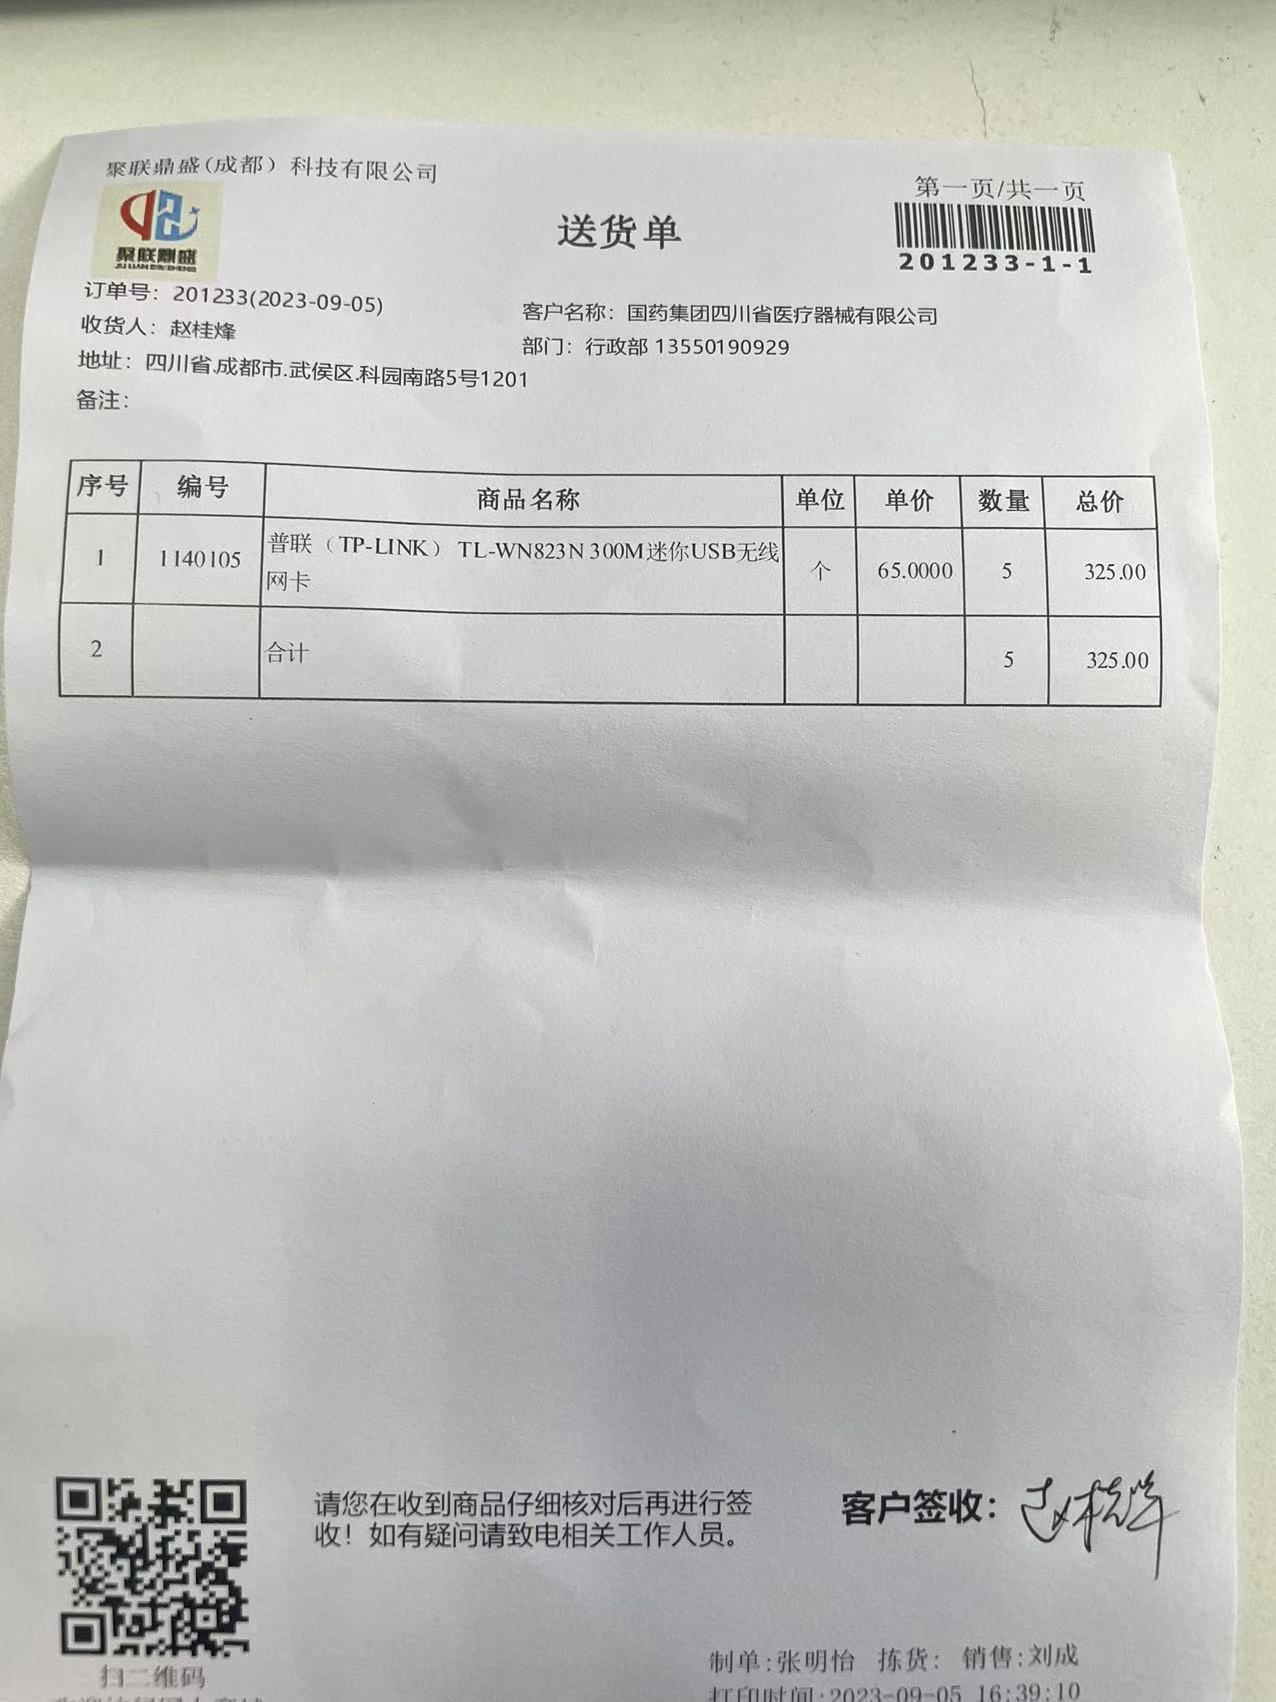 聚联鼎盛(成都）科技有限公司
第一页/共一页
聚联鼎盛
送货单
201233-1-1
订单号：201233(2023-09-05)
客户名称：国药集团四川省医疗器械有限公司
收货人：赵桂烽
部门：行政部 13550190929
地址：四川省.成都市.武侯区.科园南路5号1201
备注：
序号 编号 商品名称 单位 单价 数量 总价
1 1140105 普联（TP-LINK） TL-WN823N 300M迷你USB无线 个 65.0000 5 325.00
网卡
2 合计 5 325.00
请您在收到商品仔细核对后再进行签
收！如有疑问请致电相关工作人员。
客户签收：赵桂烽
扫二维码
制单:张明怡 拣货: 销售:刘成
打印时间:2023-09-05 16:39:10